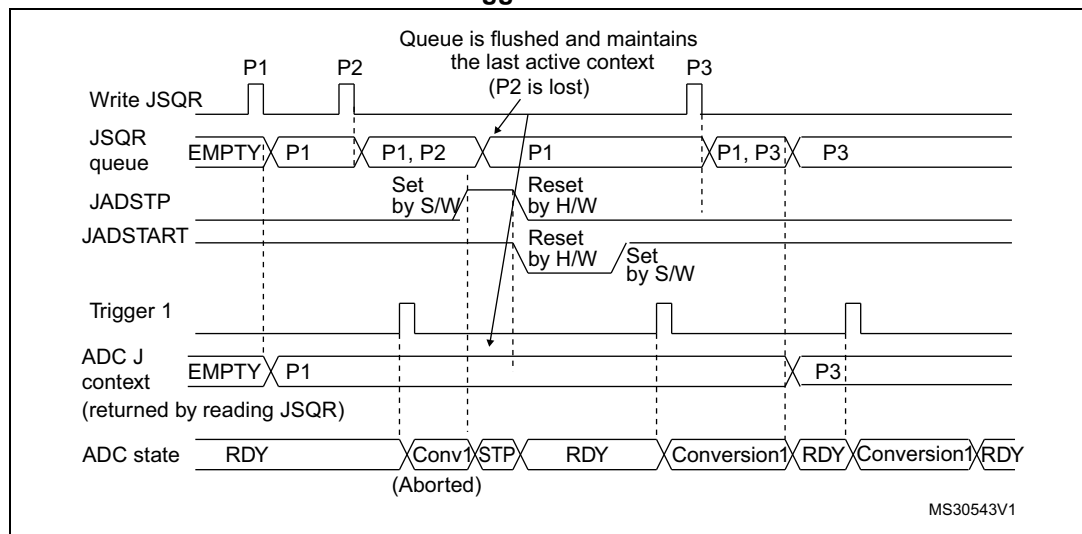 Queue is flushed and maintains
the last active context
(P2 is lost)
P1
P2
P3
Write JSQR
JSQR
queue
EMPTY
P1
P1, P2
P1
P1, P3
P3
Set
by S/W
Reset
by H/W
JADSTP
JADSTART
Reset
by H/W
Set
by S/W
Trigger 1
ADC J
context
(returned by reading JSQR)
EMPTY
P1
P3
ADC state
RDY
Conv1
STP
RDY
Conversion1
RDY
Conversion1
RDY
(Aborted)
MS30543V1